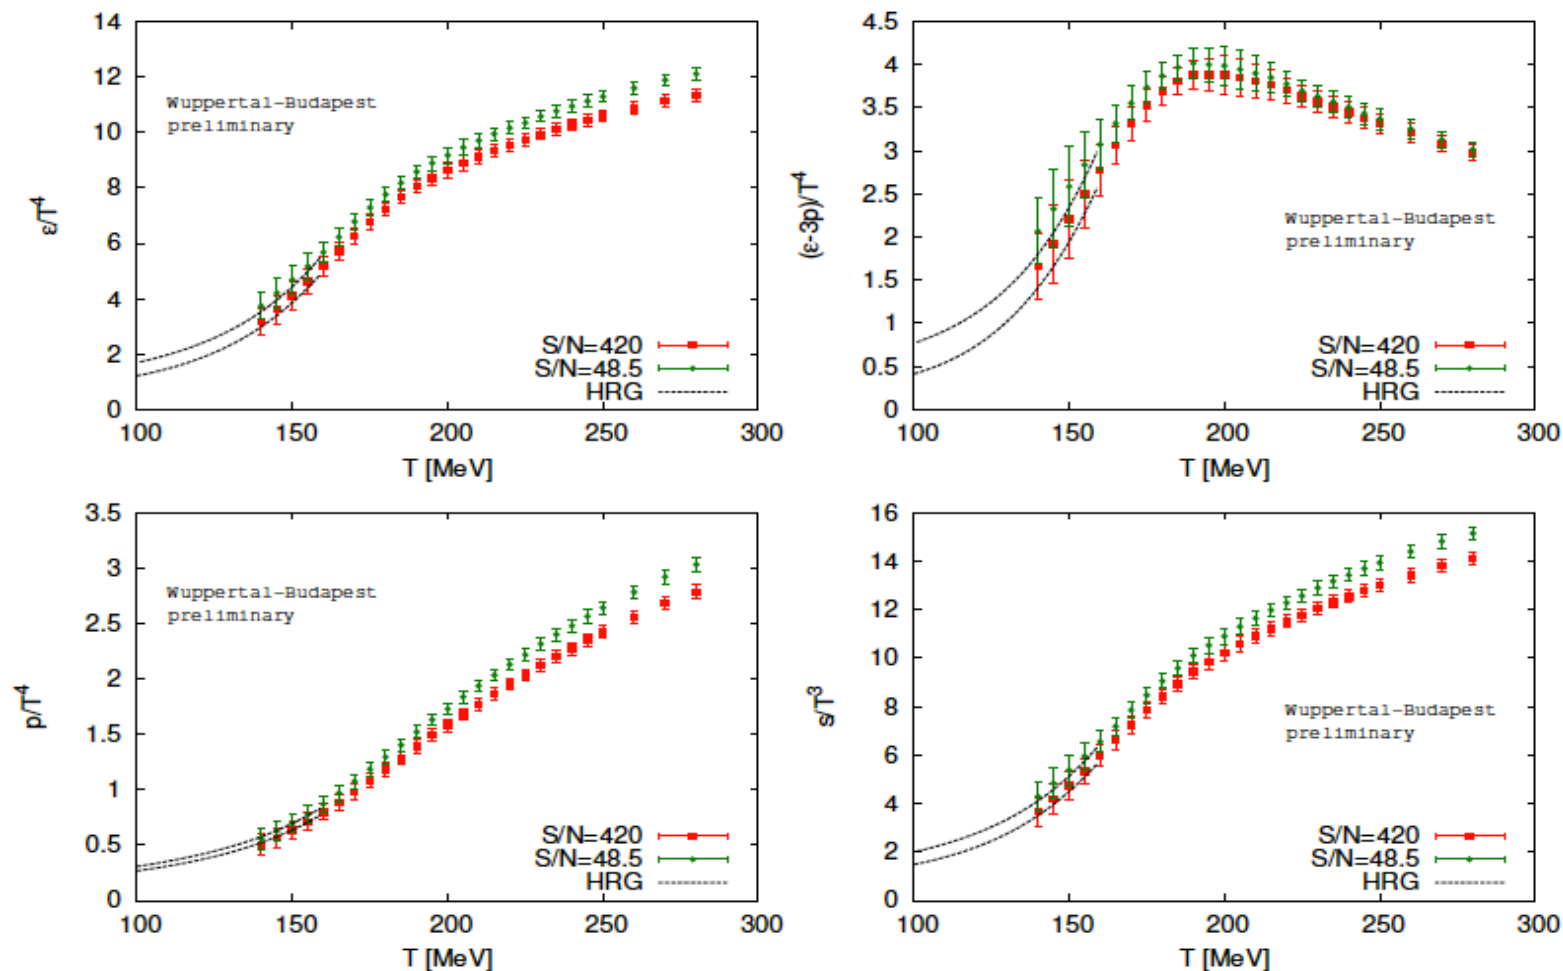 14
12
10
8
6
4
2
0
ε/T^4
Wuppertal-Budapest
preliminary
S/N=420
S/N=48.5
HRG
100 150 200 250 300
T [MeV]
4.5
4
3.5
3
2.5
2
1.5
1
0.5
0
(ε-3p)/T^4
Wuppertal-Budapest
preliminary
S/N=420
S/N=48.5
HRG
100 150 200 250 300
T [MeV]
3.5
3
2.5
2
1.5
1
0.5
0
p/T^4
Wuppertal-Budapest
preliminary
S/N=420
S/N=48.5
HRG
100 150 200 250 300
T [MeV]
16
14
12
10
8
6
4
2
0
s/T^3
Wuppertal-Budapest
preliminary
S/N=420
S/N=48.5
HRG
100 150 200 250 300
T [MeV]